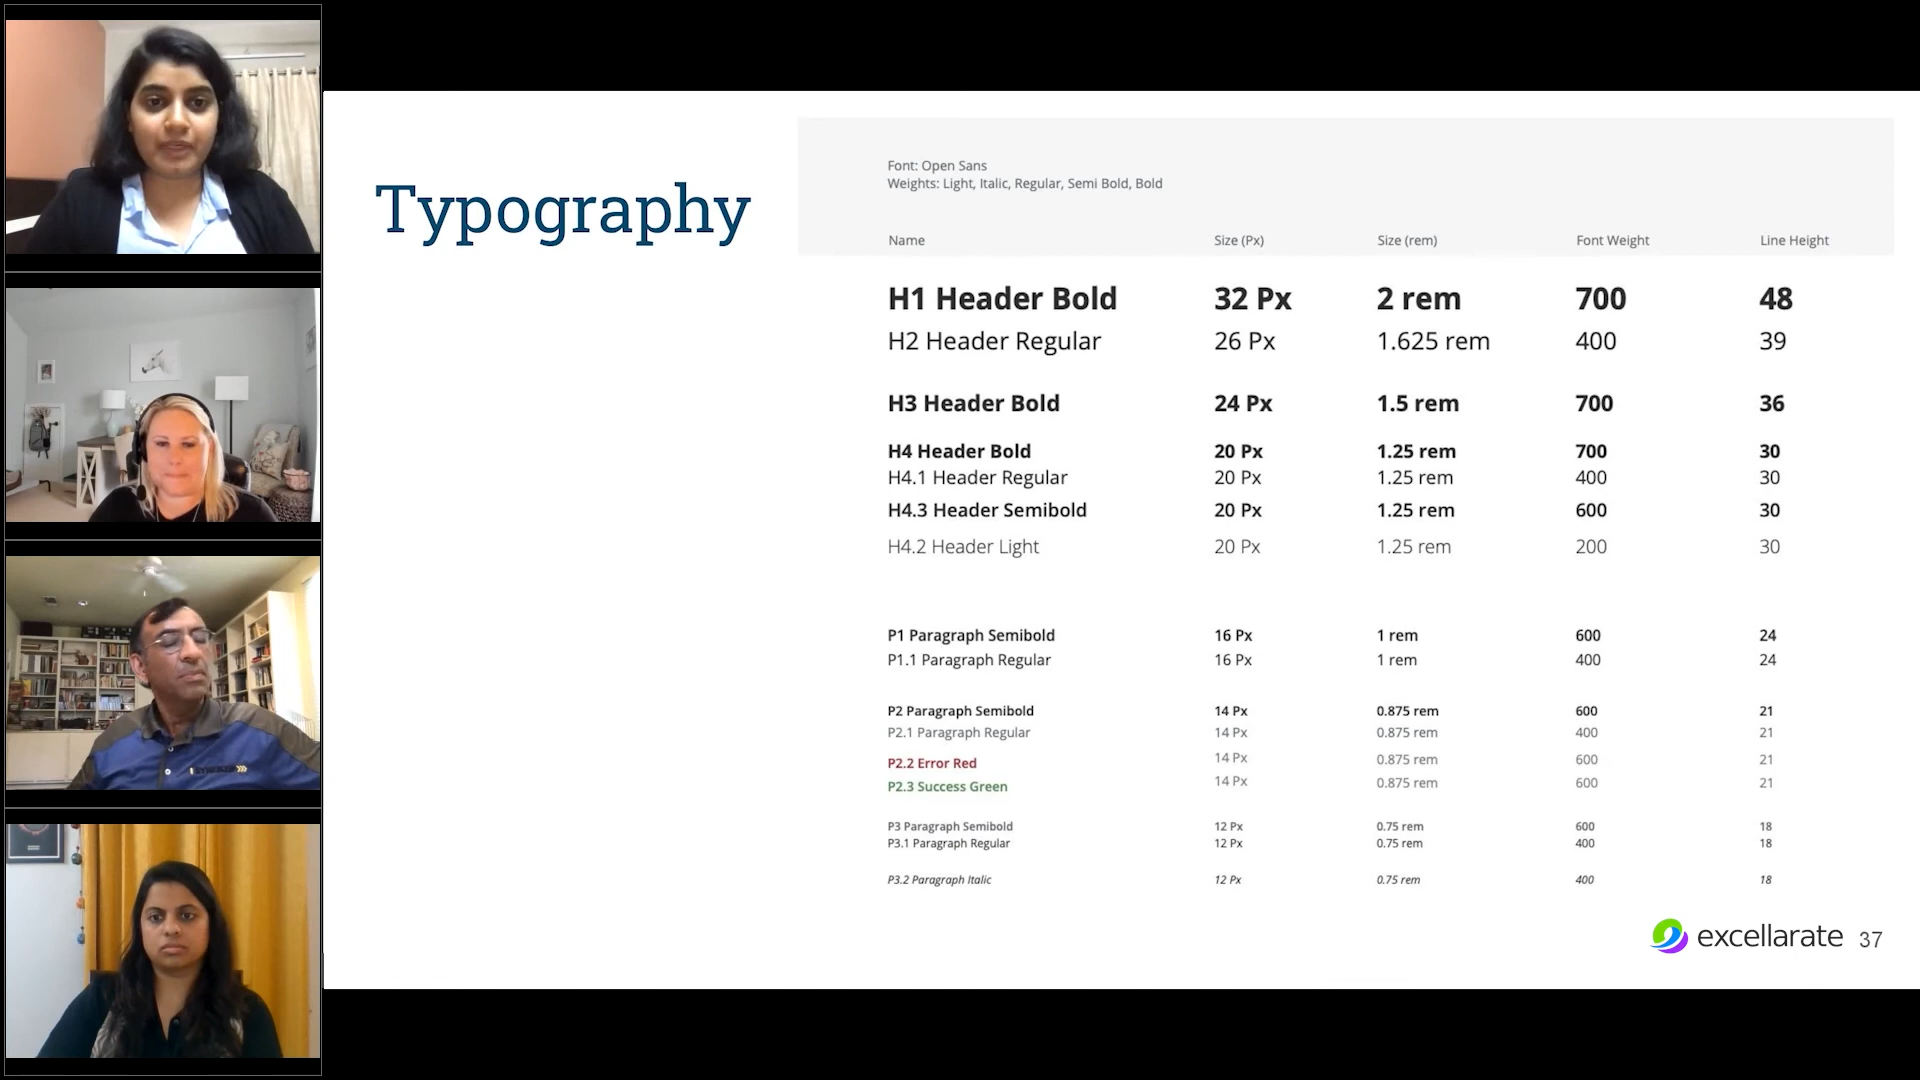 Typography
Font: Open Sans
Weights: Light, Italic, Regular, Semi Bold, Bold
Name Size (Px) Size (rem) Font Weight Line Height
H1 Header Bold 32 Px 2 rem 700 48
H2 Header Regular 26 Px 1.625 rem 400 39
H3 Header Bold 24 Px 1.5 rem 700 36
H4 Header Bold 20 Px 1.25 rem 700 30
H4.1 Header Regular 20 Px 1.25 rem 400 30
H4.3 Header Semibold 20 Px 1.25 rem 600 30
H4.2 Header Light 20 Px 1.25 rem 200 30
P1 Paragraph Semibold 16 Px 1 rem 600 24
P1.1 Paragraph Regular 16 Px 1 rem 400 24
P2 Paragraph Semibold 14 Px 0.875 rem 600 21
P2.1 Paragraph Regular 14 Px 0.875 rem 400 21
P2.2 Error Red 14 Px 0.875 rem 600 21
P2.3 Success Green 14 Px 0.875 rem 600 21
P3 Paragraph Semibold 12 Px 0.75 rem 600 18
P3.1 Paragraph Regular 12 Px 0.75 rem 400 18
P3.2 Paragraph Italic 12 Px 0.75 rem 400 18
excellarate 37